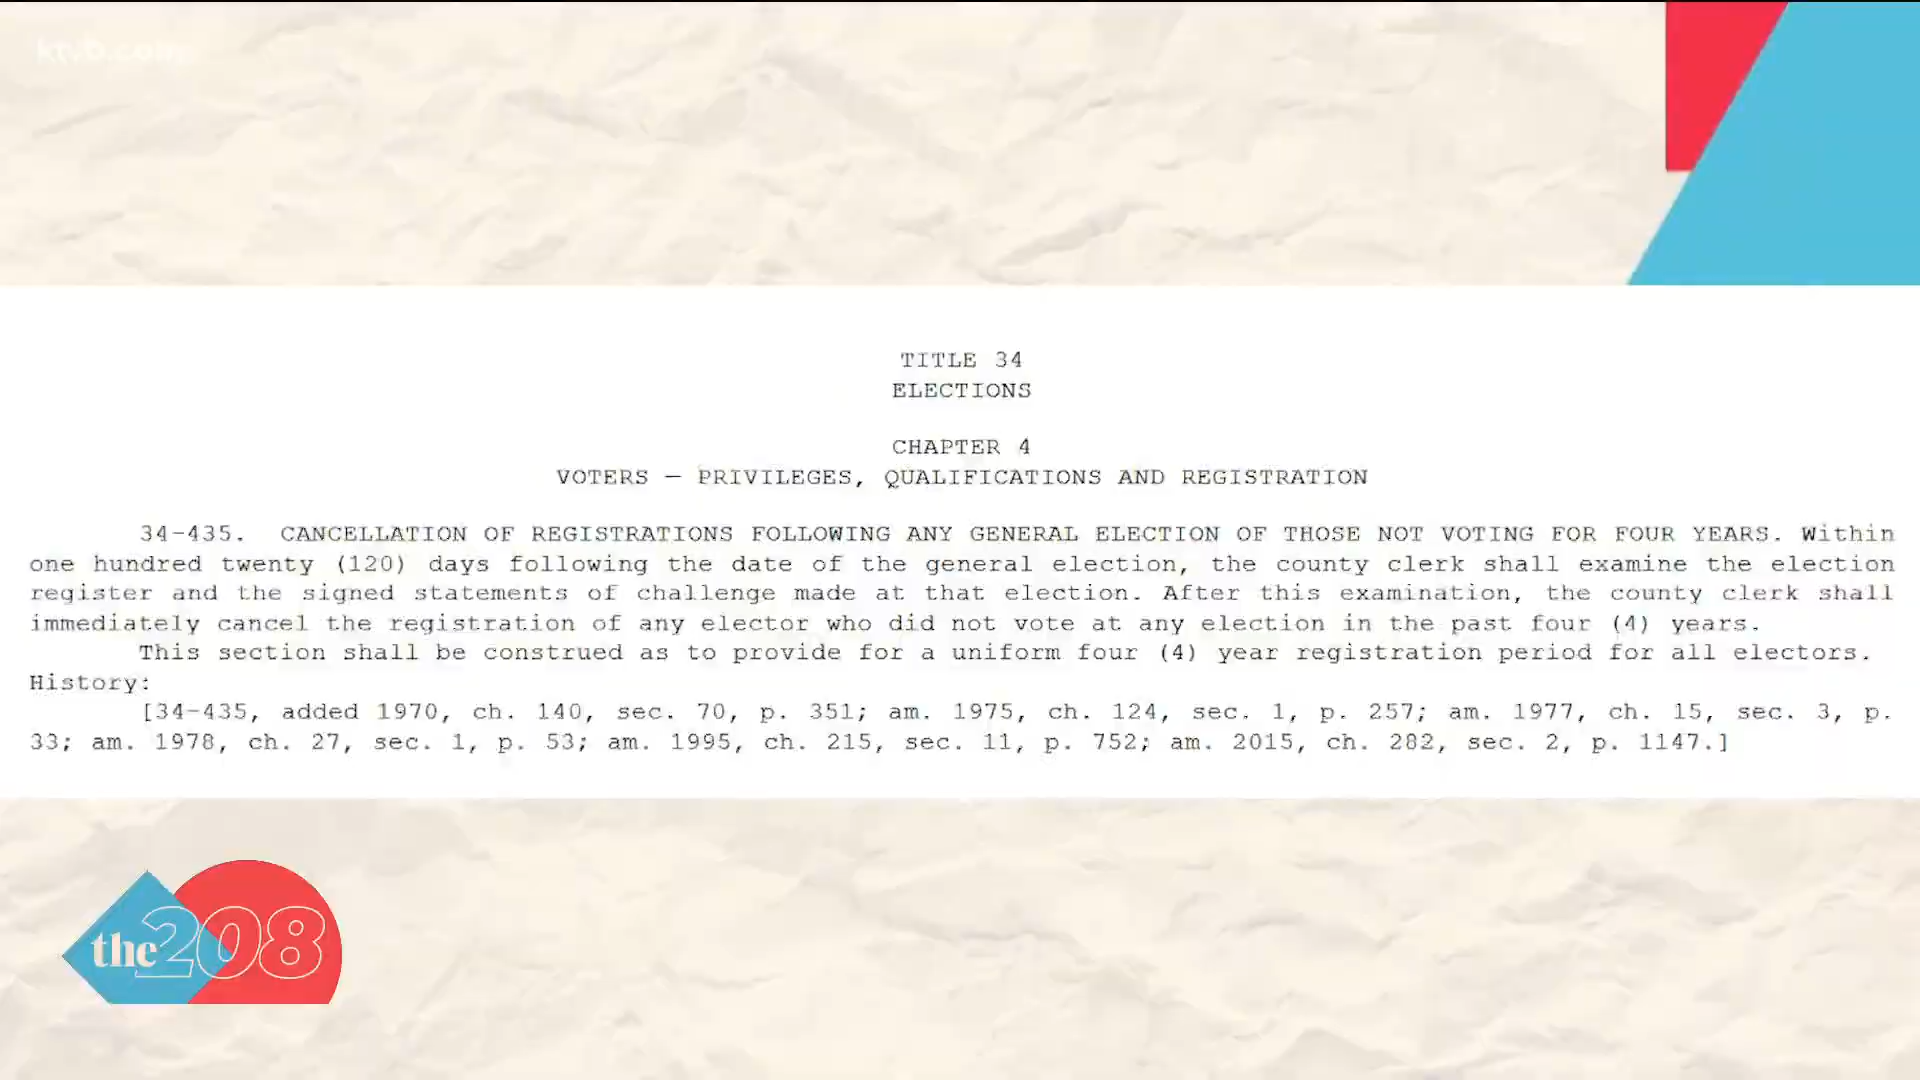 ktvb.com
TITLE 34
ELECTIONS
CHAPTER 4
VOTERS — PRIVILEGES, QUALIFICATIONS AND REGISTRATION
34-435. CANCELLATION OF REGISTRATIONS FOLLOWING ANY GENERAL ELECTION OF THOSE NOT VOTING FOR FOUR YEARS. Within
one hundred twenty (120) days following the date of the general election, the county clerk shall examine the election
register and the signed statements of challenge made at that election. After this examination, the county clerk shall
immediately cancel the registration of any elector who did not vote at any election in the past four (4) years.
This section shall be construed as to provide for a uniform four (4) year registration period for all electors.
History:
[34-435, added 1970, ch. 140, sec. 70, p. 351; am. 1975, ch. 124, sec. 1, p. 257; am. 1977, ch. 15, sec. 3, p.
33; am. 1978, ch. 27, sec. 1, p. 53; am. 1995, ch. 215, sec. 11, p. 752; am. 2015, ch. 282, sec. 2, p. 1147.]
the 208